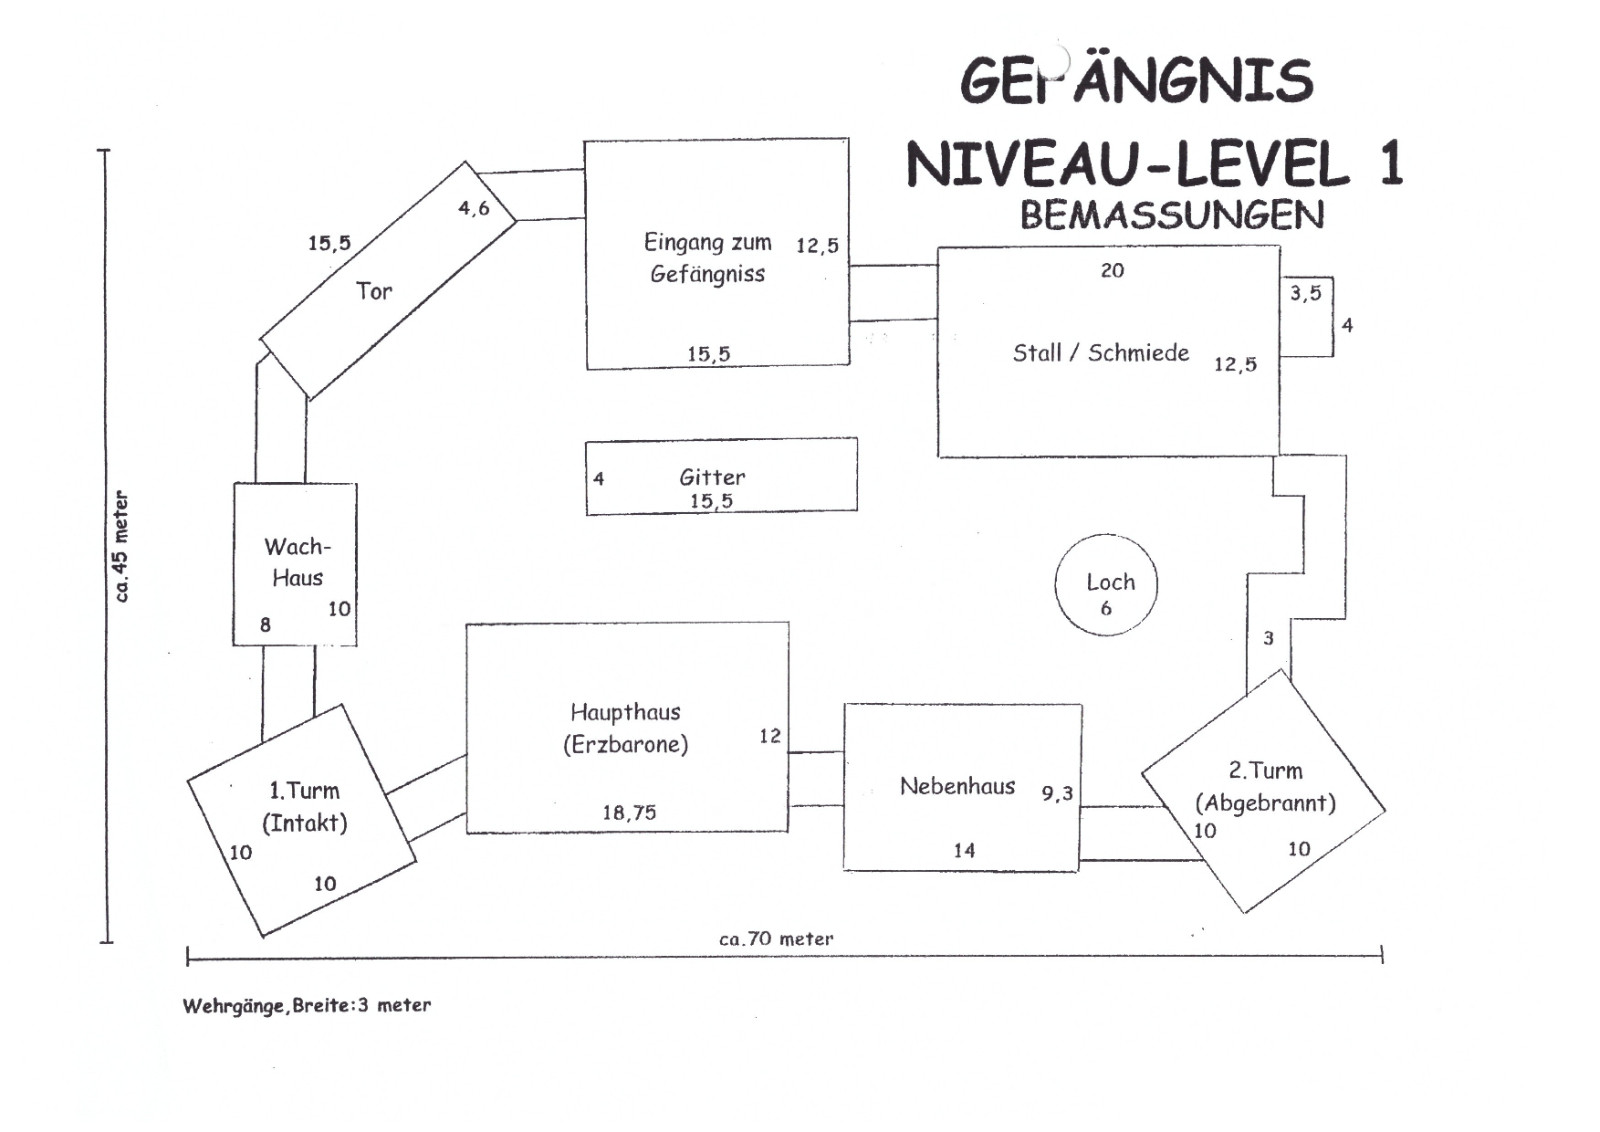 GEFÄNGNIS
NIVEAU-LEVEL 1
BEMASSUNGEN
4,6
15,5
Tor
Eingang zum
Gefängniss
12,5
15,5
20
Stall / Schmiede
12,5
3,5
4
4
Gitter
15,5
Wach-
Haus
10
8
Loch
6
3
ca.45 meter
Haupthaus
(Erzbarone)
12
18,75
Nebenhaus
9,3
14
1.Turm
(Intakt)
10
10
2.Turm
(Abgebrannt)
10
10
ca.70 meter
Wehrgänge,Breite:3 meter